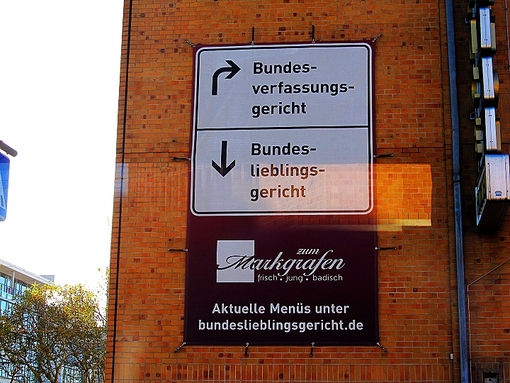 Bundes-
verfassungs-
gericht
Bundes-
lieblings-
gericht
zum
Markgrafen
frisch · jung · badisch
Aktuelle Menüs unter
bundeslieblingsgericht.de